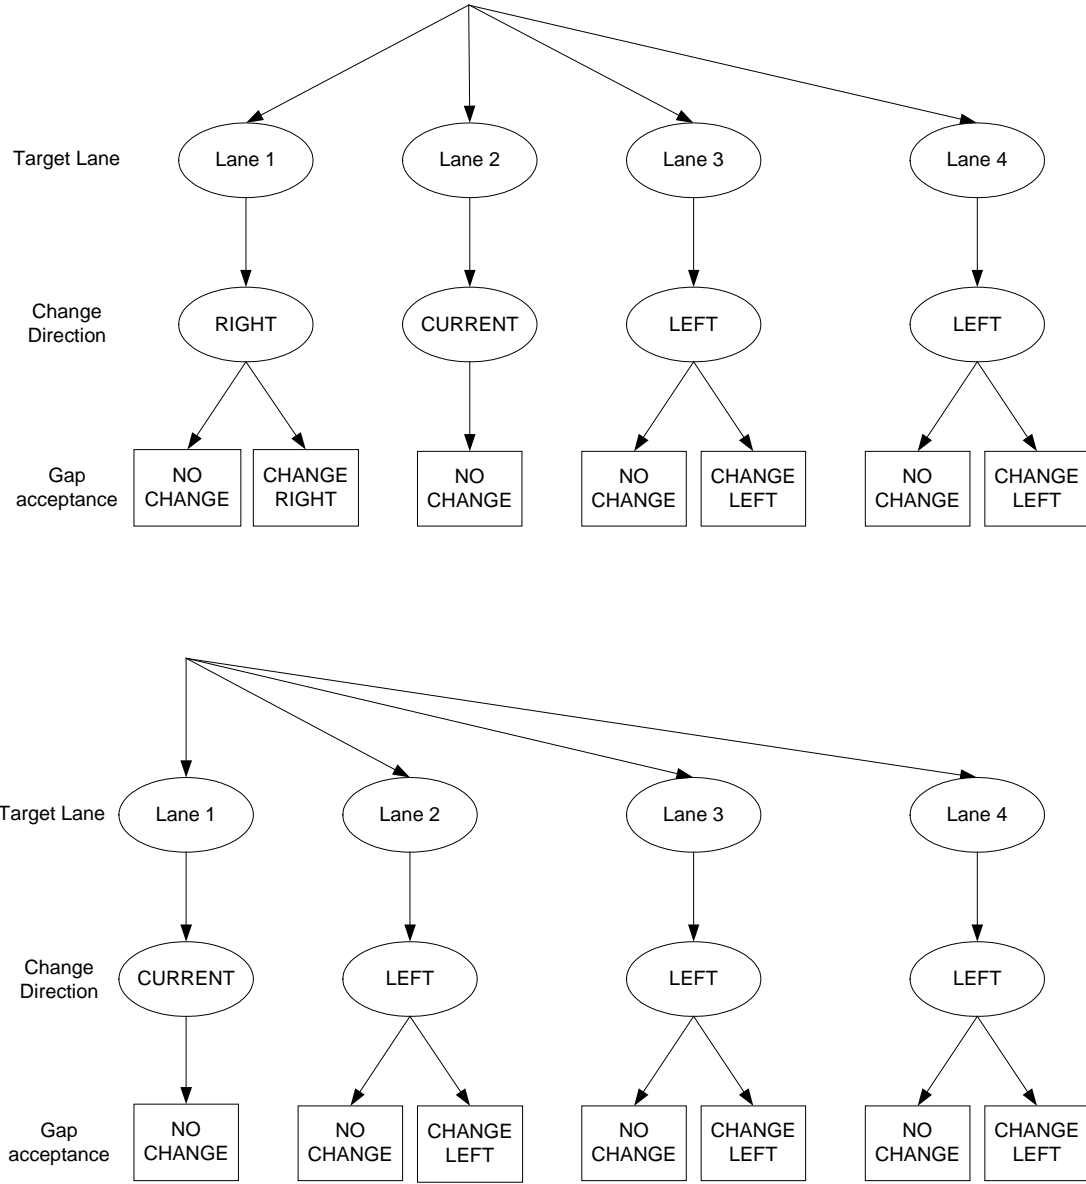 Target Lane
Lane 1
Lane 2
Lane 3
Lane 4
Change
Direction
RIGHT
CURRENT
LEFT
LEFT
Gap
acceptance
NO
CHANGE
CHANGE
RIGHT
NO
CHANGE
NO
CHANGE
CHANGE
LEFT
NO
CHANGE
CHANGE
LEFT
Target Lane
Lane 1
Lane 2
Lane 3
Lane 4
Change
Direction
CURRENT
LEFT
LEFT
LEFT
Gap
acceptance
NO
CHANGE
NO
CHANGE
CHANGE
LEFT
NO
CHANGE
CHANGE
LEFT
NO
CHANGE
CHANGE
LEFT